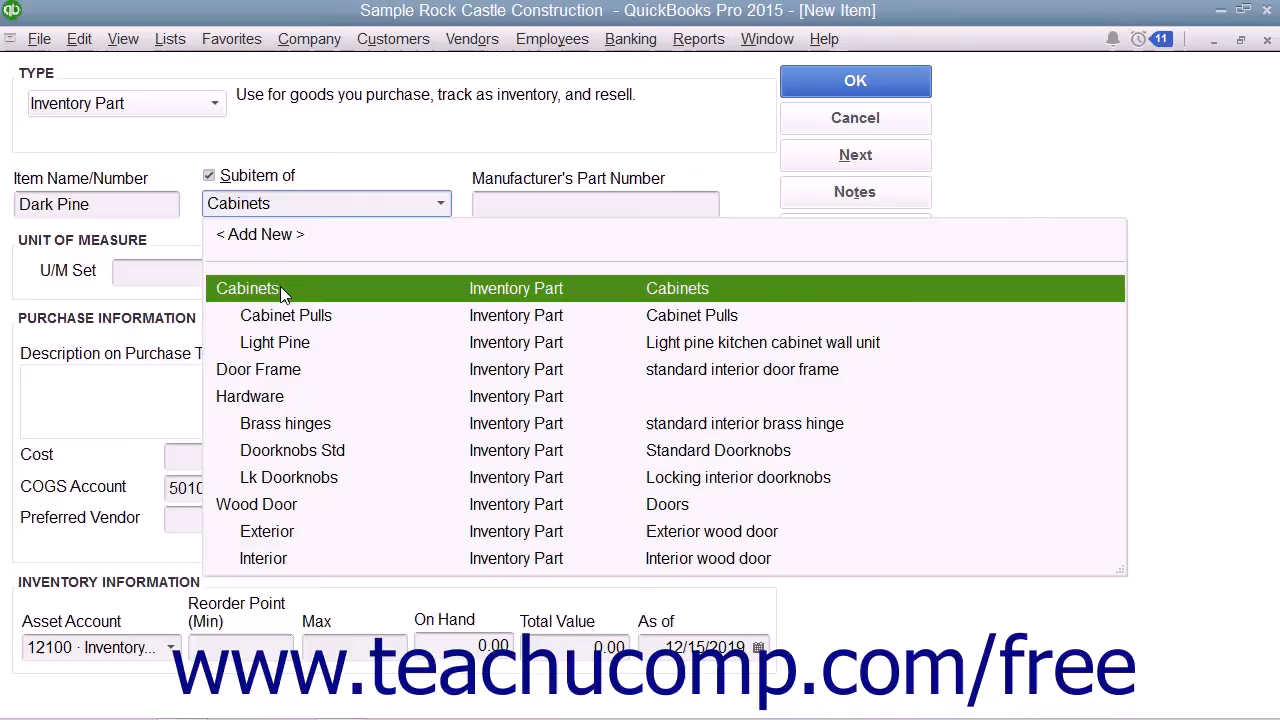 Sample Rock Castle Construction - QuickBooks Pro 2015 - [New Item]
File Edit View Lists Favorites Company Customers Vendors Employees Banking Reports Window Help 11
TYPE
Inventory Part Use for goods you purchase, track as inventory, and resell.
OK
Cancel
Next
Notes
Item Name/Number Subitem of Manufacturer's Part Number
Dark Pine Cabinets
< Add New >
Cabinets Inventory Part Cabinets
Cabinet Pulls Inventory Part Cabinet Pulls
Light Pine Inventory Part Light pine kitchen cabinet wall unit
Door Frame Inventory Part standard interior door frame
Hardware Inventory Part
Brass hinges Inventory Part standard interior brass hinge
Doorknobs Std Inventory Part Standard Doorknobs
Lk Doorknobs Inventory Part Locking interior doorknobs
Wood Door Inventory Part Doors
Exterior Inventory Part Exterior wood door
Interior Inventory Part Interior wood door
UNIT OF MEASURE
U/M Set
PURCHASE INFORMATION
Description on Purchase T
Cost
COGS Account 5010
Preferred Vendor
INVENTORY INFORMATION
Asset Account Reorder Point (Min) Max On Hand Total Value As of
12100 · Inventory... 0.00 0.00 12/15/2019
www.teachucomp.com/free